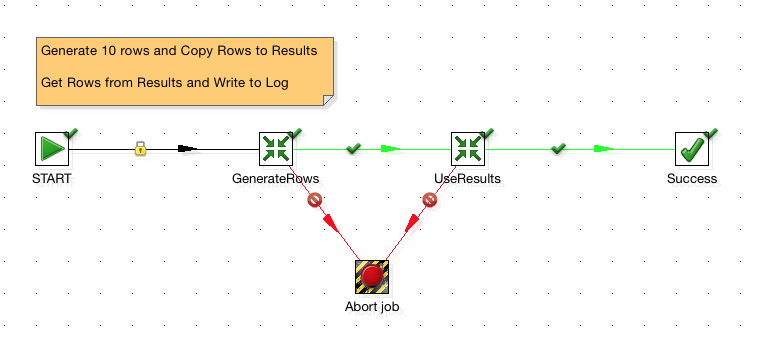 Generate 10 rows and Copy Rows to Results
Get Rows from Results and Write to Log
START
GenerateRows
UseResults
Success
Abort job